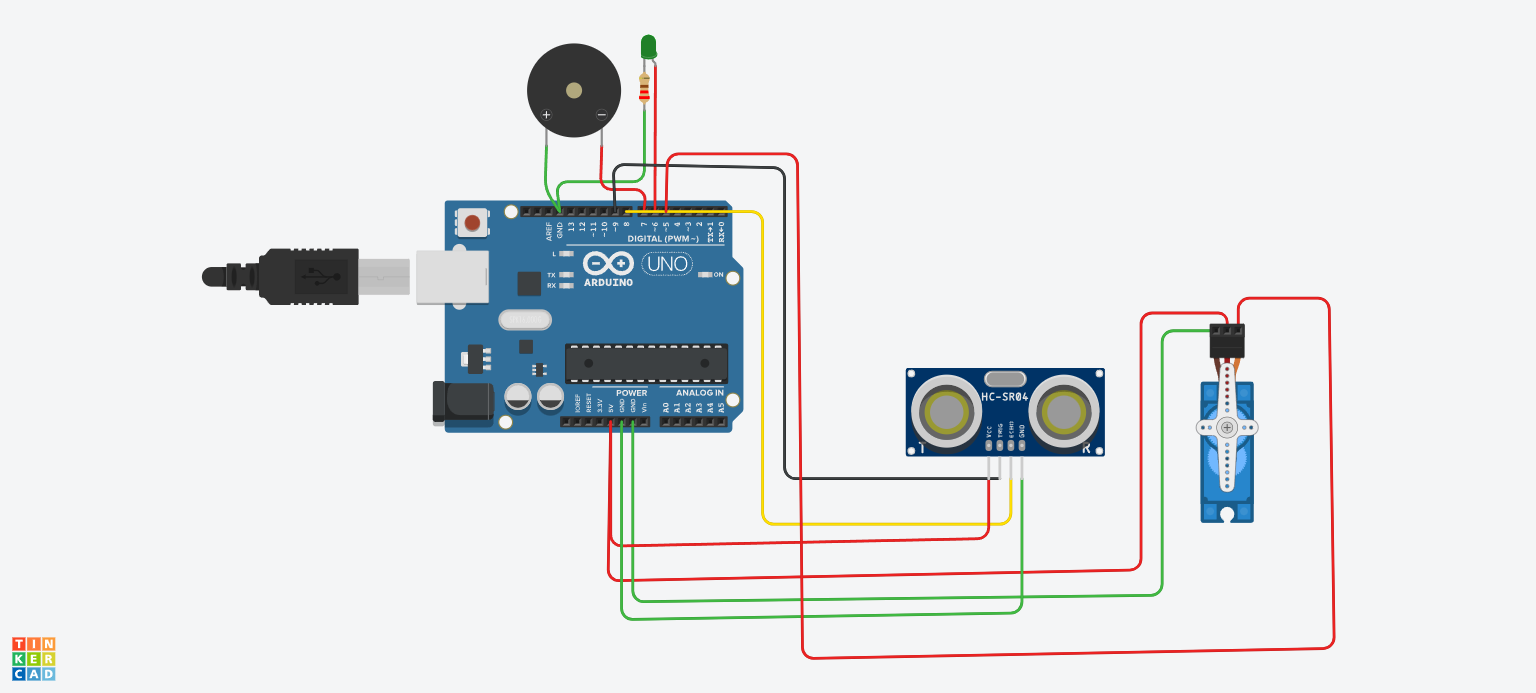 + −
AREF
GND
13
12
~11
~10
~9
8
7
~6
~5
4
~3
2
TX→1
RX←0
DIGITAL (PWM~)
L
TX
RX
ARDUINO
UNO
ON
POWER
ANALOG IN
IOREF
RESET
3.3V
5V
GND
GND
Vin
A0
A1
A2
A3
A4
A5
HC-SR04
VCC
TRIG
ECHO
GND
T
R
TIN
KER
CAD